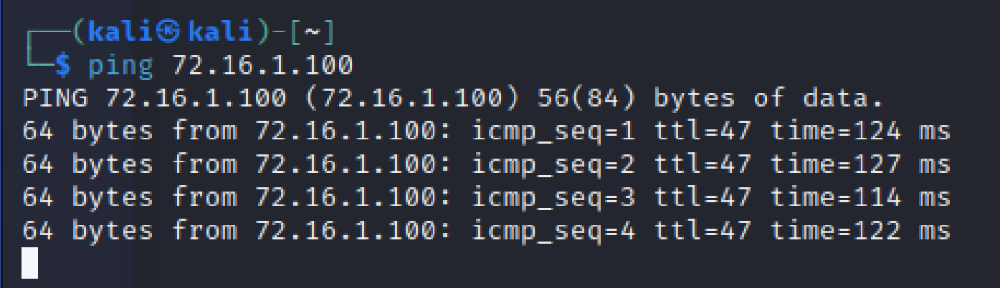 ┌──(kali㉿kali)-[~]
└─$ ping 72.16.1.100
PING 72.16.1.100 (72.16.1.100) 56(84) bytes of data.
64 bytes from 72.16.1.100: icmp_seq=1 ttl=47 time=124 ms
64 bytes from 72.16.1.100: icmp_seq=2 ttl=47 time=127 ms
64 bytes from 72.16.1.100: icmp_seq=3 ttl=47 time=114 ms
64 bytes from 72.16.1.100: icmp_seq=4 ttl=47 time=122 ms